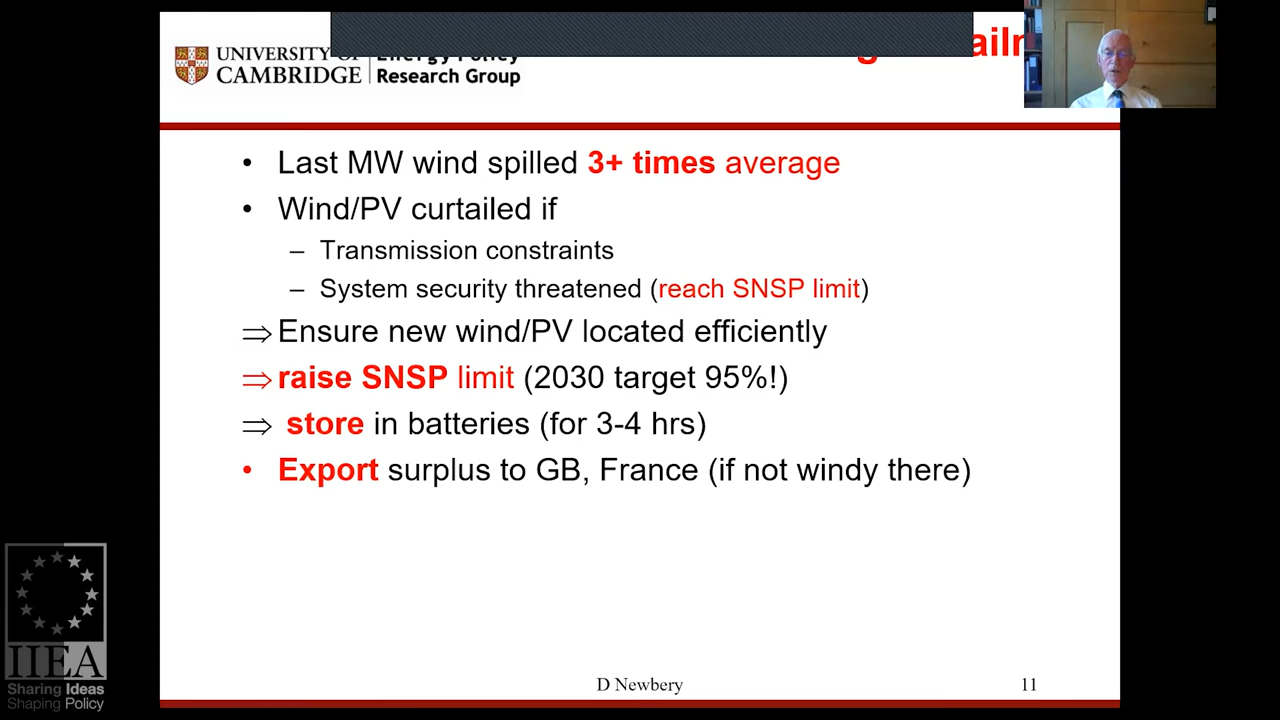 UNIVERSITY OF
CAMBRIDGE
Energy Policy
Research Group
• Last MW wind spilled 3+ times average
• Wind/PV curtailed if
– Transmission constraints
– System security threatened (reach SNSP limit)
⇒ Ensure new wind/PV located efficiently
⇒ raise SNSP limit (2030 target 95%!)
⇒ store in batteries (for 3-4 hrs)
• Export surplus to GB, France (if not windy there)
IIEA
Sharing Ideas
Shaping Policy
D Newbery
11